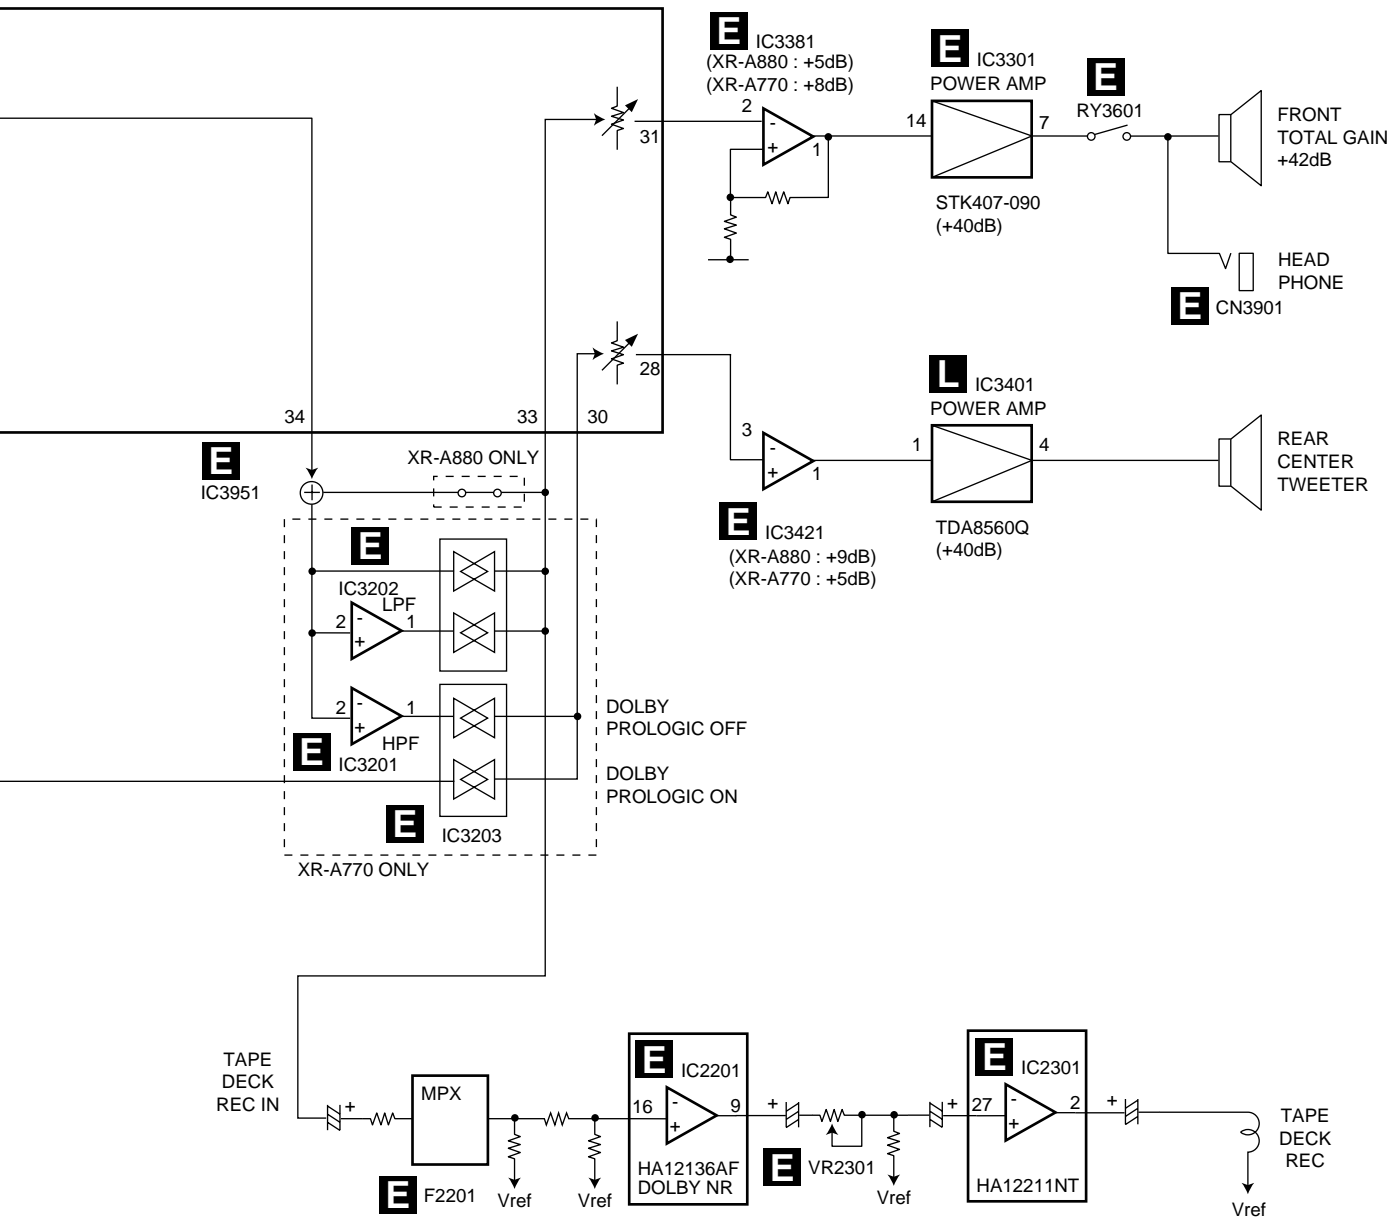 E IC3381
(XR-A880 : +5dB)
(XR-A770 : +8dB)
2
-
+
1
31
E IC3301
POWER AMP
14
7
STK407-090
(+40dB)
E
RY3601
FRONT
TOTAL GAIN
+42dB
HEAD
PHONE
E CN3901
28
34
33
30
3
-
+
1
E IC3421
(XR-A880 : +9dB)
(XR-A770 : +5dB)
L IC3401
POWER AMP
1
4
TDA8560Q
(+40dB)
REAR
CENTER
TWEETER
E
IC3951
+
XR-A880 ONLY
E
IC3202
LPF
2
-
+
1
2
-
+
1
HPF
E IC3201
DOLBY
PROLOGIC OFF
DOLBY
PROLOGIC ON
E IC3203
XR-A770 ONLY
TAPE
DECK
REC IN
+
MPX
E F2201
Vref
Vref
E IC2201
16
-
+
9
HA12136AF
DOLBY NR
+
E VR2301
Vref
+
E IC2301
27
-
+
2
HA12211NT
+
TAPE
DECK
REC
Vref